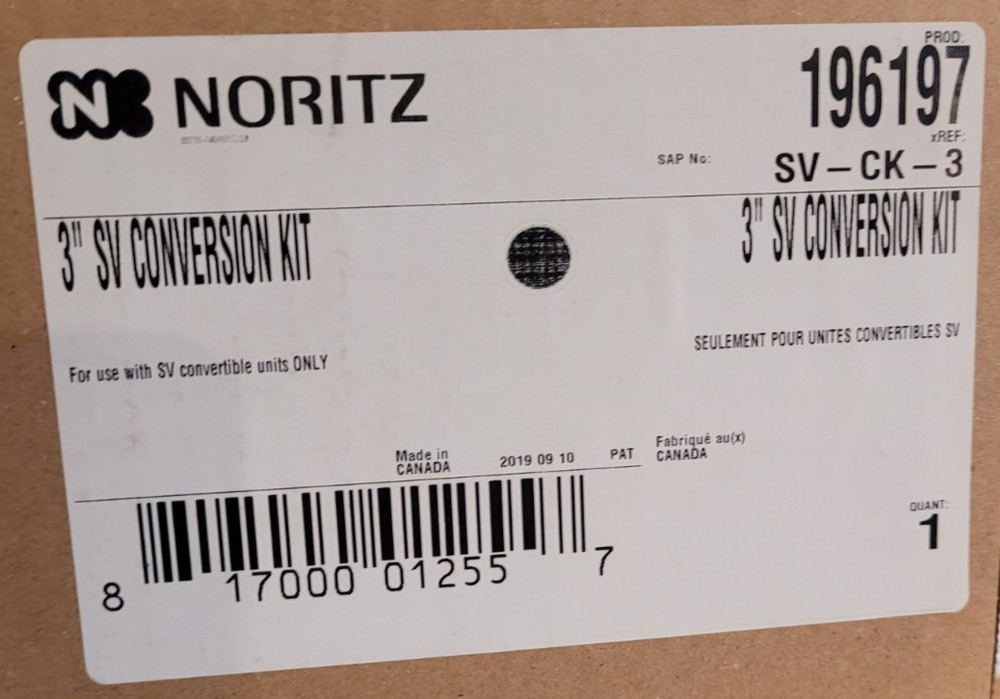 NORITZ
PROD:
196197
xREF:
SAP No: SV-CK-3
3" SV CONVERSION KIT
3" SV CONVERSION KIT
For use with SV convertible units ONLY
SEULEMENT POUR UNITES CONVERTIBLES SV
Made in
CANADA
2019 09 10
PAT
Fabriqué au(x)
CANADA
QUANT:
1
8 17000 01255 7